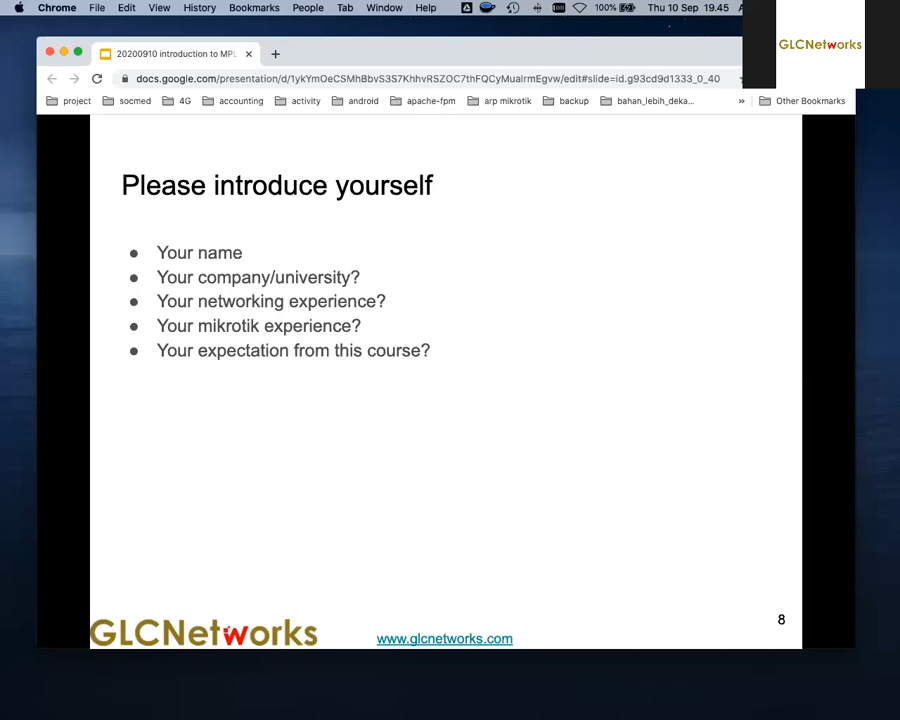 Chrome File Edit View History Bookmarks People Tab Window Help 100% Thu 10 Sep 19.45
GLCNetworks
20200910 introduction to MPL
docs.google.com/presentation/d/1ykYmOeCSMhBbvS3S7KhhvRSZOC7thFQCyMualrmEgvw/edit#slide=id.g93cd9d1333_0_40
project socmed 4G accounting activity android apache-fpm arp mikrotik backup bahan_lebih_deka... » Other Bookmarks
Please introduce yourself
● Your name
● Your company/university?
● Your networking experience?
● Your mikrotik experience?
● Your expectation from this course?
8
GLCNetworks
www.glcnetworks.com